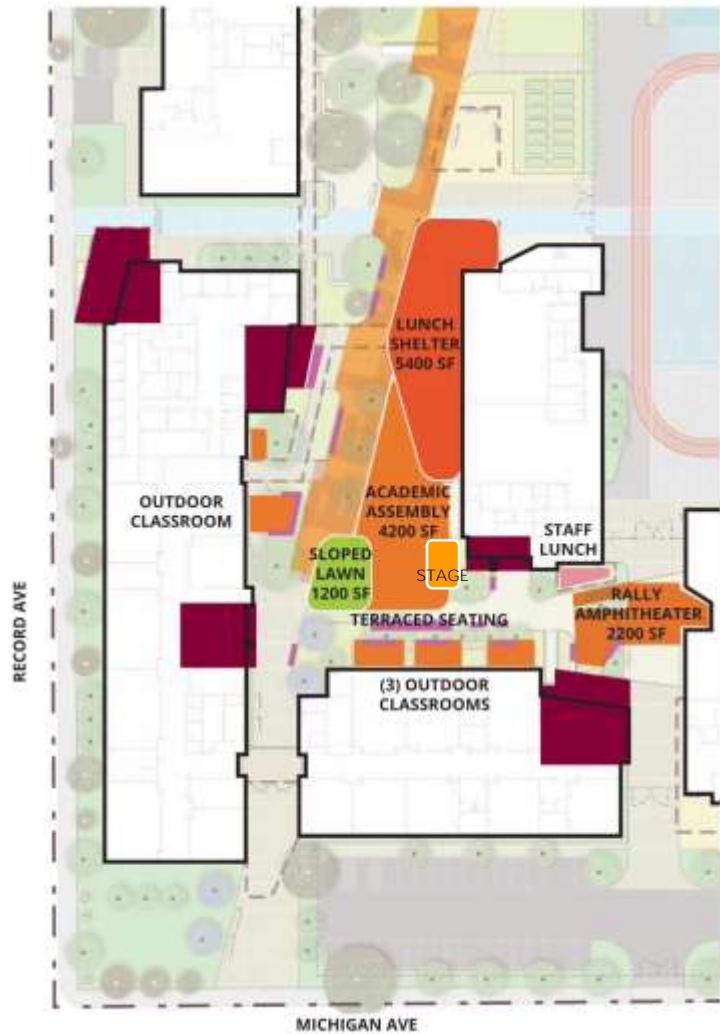 LUNCH
SHELTER
5400 SF
ACADEMIC
ASSEMBLY
4200 SF
OUTDOOR
CLASSROOM
STAFF
LUNCH
SLOPED
LAWN
1200 SF
STAGE
RALLY
AMPHITHEATER
2200 SF
TERRACED SEATING
(3) OUTDOOR
CLASSROOMS
RECORD AVE
MICHIGAN AVE